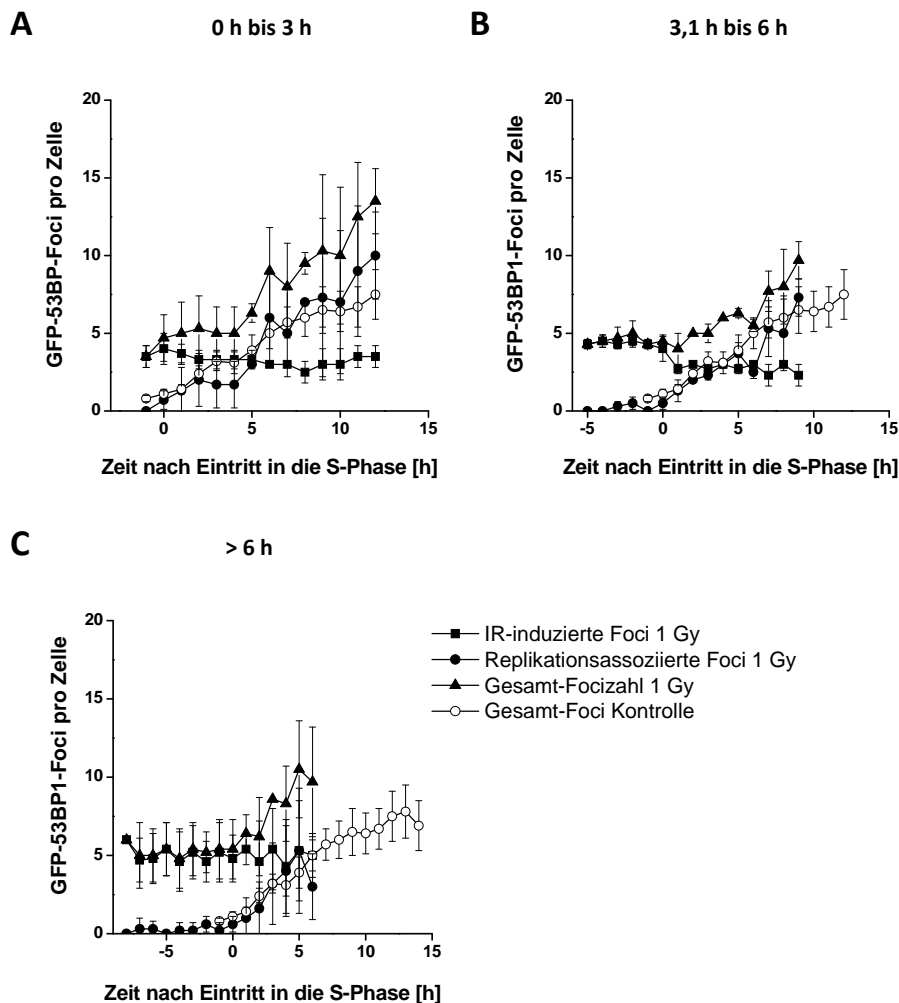 A
0 h bis 3 h
GFP-53BP-Foci pro Zelle
20
15
10
5
0
0
5
10
15
Zeit nach Eintritt in die S-Phase [h]
B
3,1 h bis 6 h
GFP-53BP1-Foci pro Zelle
20
15
10
5
0
-5
0
5
10
15
Zeit nach Eintritt in die S-Phase [h]
C
> 6 h
GFP-53BP1-Foci pro Zelle
20
15
10
5
0
-5
0
5
10
15
Zeit nach Eintritt in die S-Phase [h]
IR-induzierte Foci 1 Gy
Replikationsassoziierte Foci 1 Gy
Gesamt-Focizahl 1 Gy
Gesamt-Foci Kontrolle